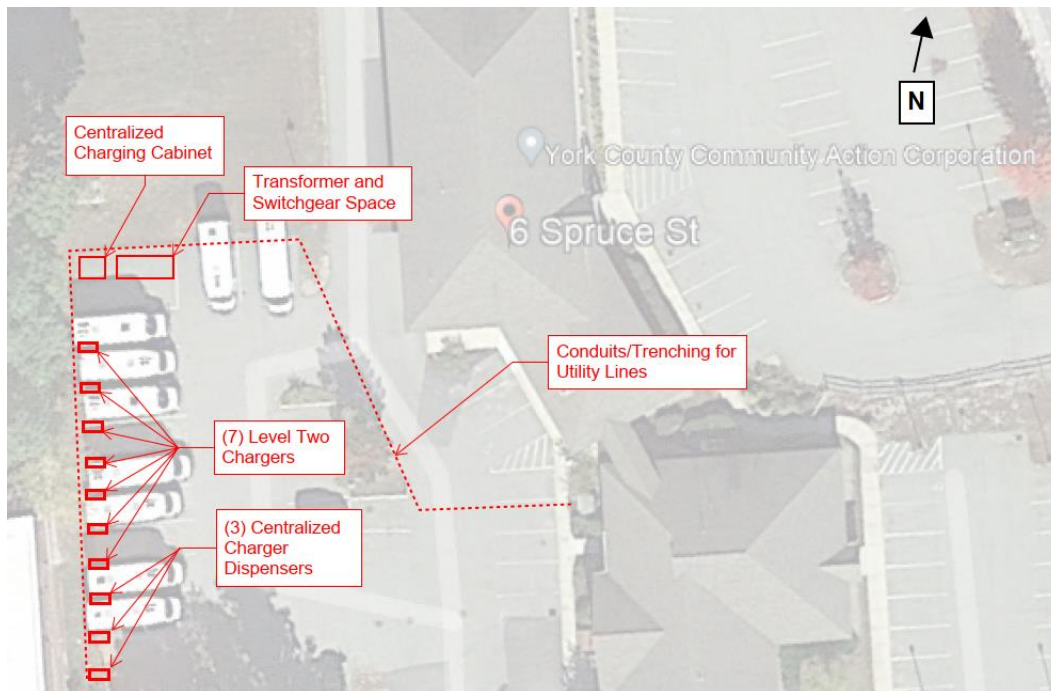 N
Centralized
Charging Cabinet
Transformer and
Switchgear Space
York County Community Action Corporation
6 Spruce St
Conduits/Trenching for
Utility Lines
(7) Level Two
Chargers
(3) Centralized
Charger
Dispensers